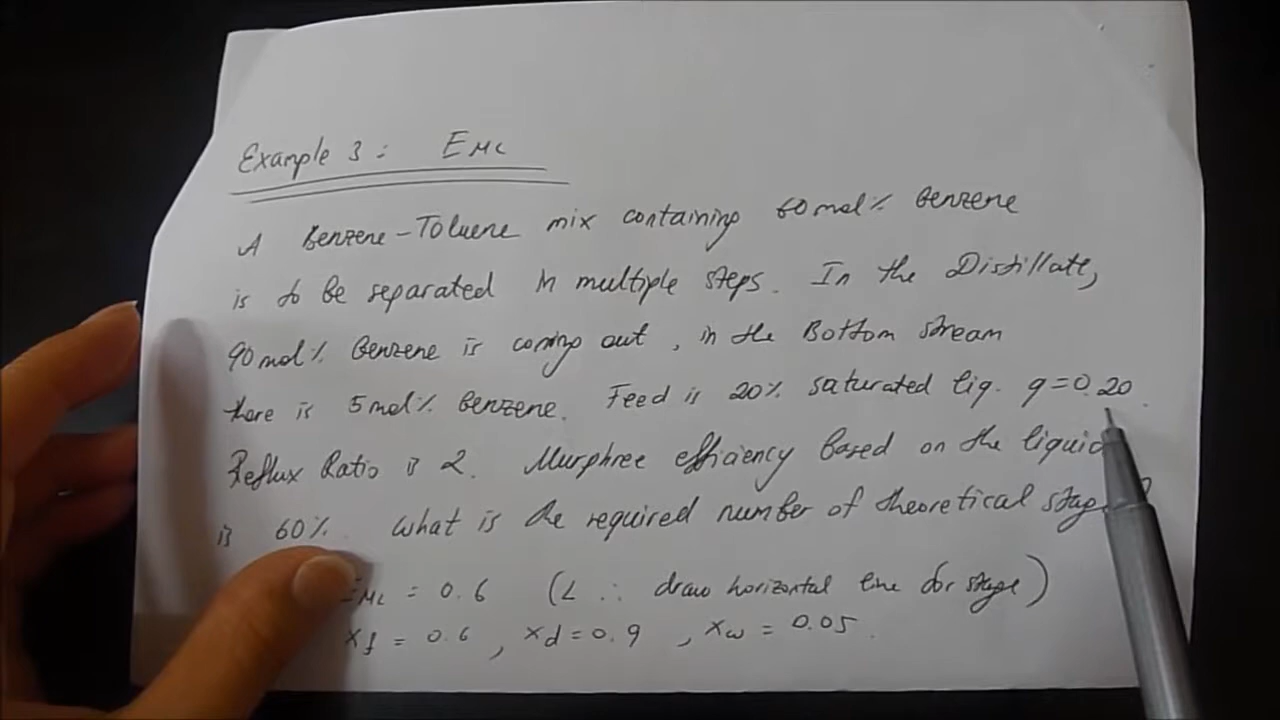 Example 3: EML
A Benzene-Toluene mix containing 60 mol% Benzene
is to be separated in multiple steps. In the Distillate,
90 mol% Benzene is coming out, in the Bottom stream
there is 5 mol% Benzene. Feed is 20% saturated liq. q=0.20.
Reflux Ratio is 2. Murphree efficiency based on the liquid
is 60%. What is the required number of theoretical
EML = 0.6 (L ∴ draw horizontal line for stage)
xf = 0.6, xd = 0.9, xw = 0.05.